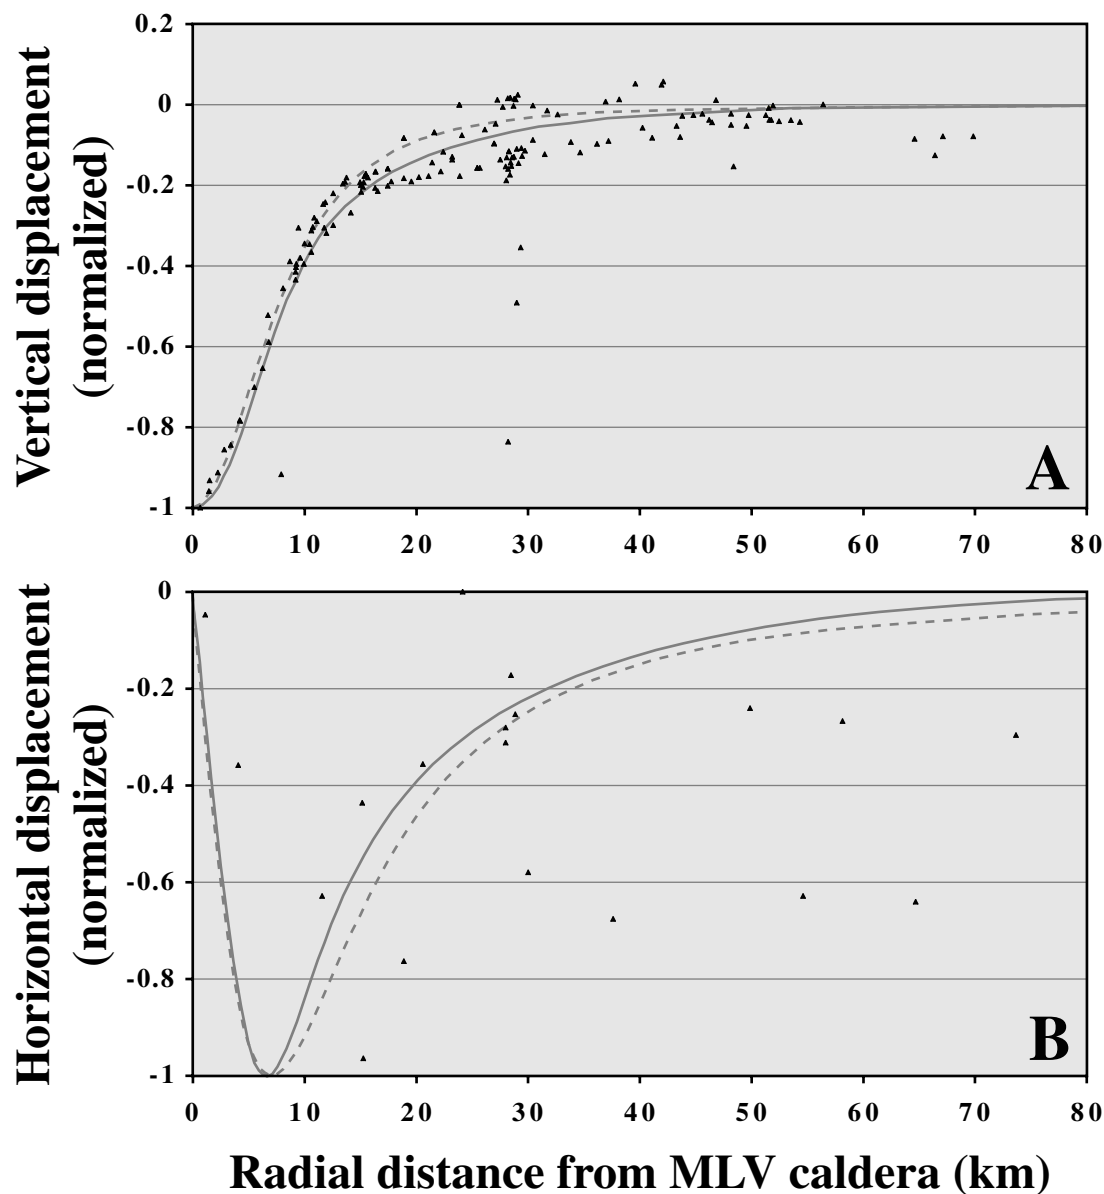 Vertical displacement
(normalized)
0.2
0
-0.2
-0.4
-0.6
-0.8
-1
A
0 10 20 30 40 50 60 70 80
Horizontal displacement
(normalized)
0
-0.2
-0.4
-0.6
-0.8
-1
B
0 10 20 30 40 50 60 70 80
Radial distance from MLV caldera (km)